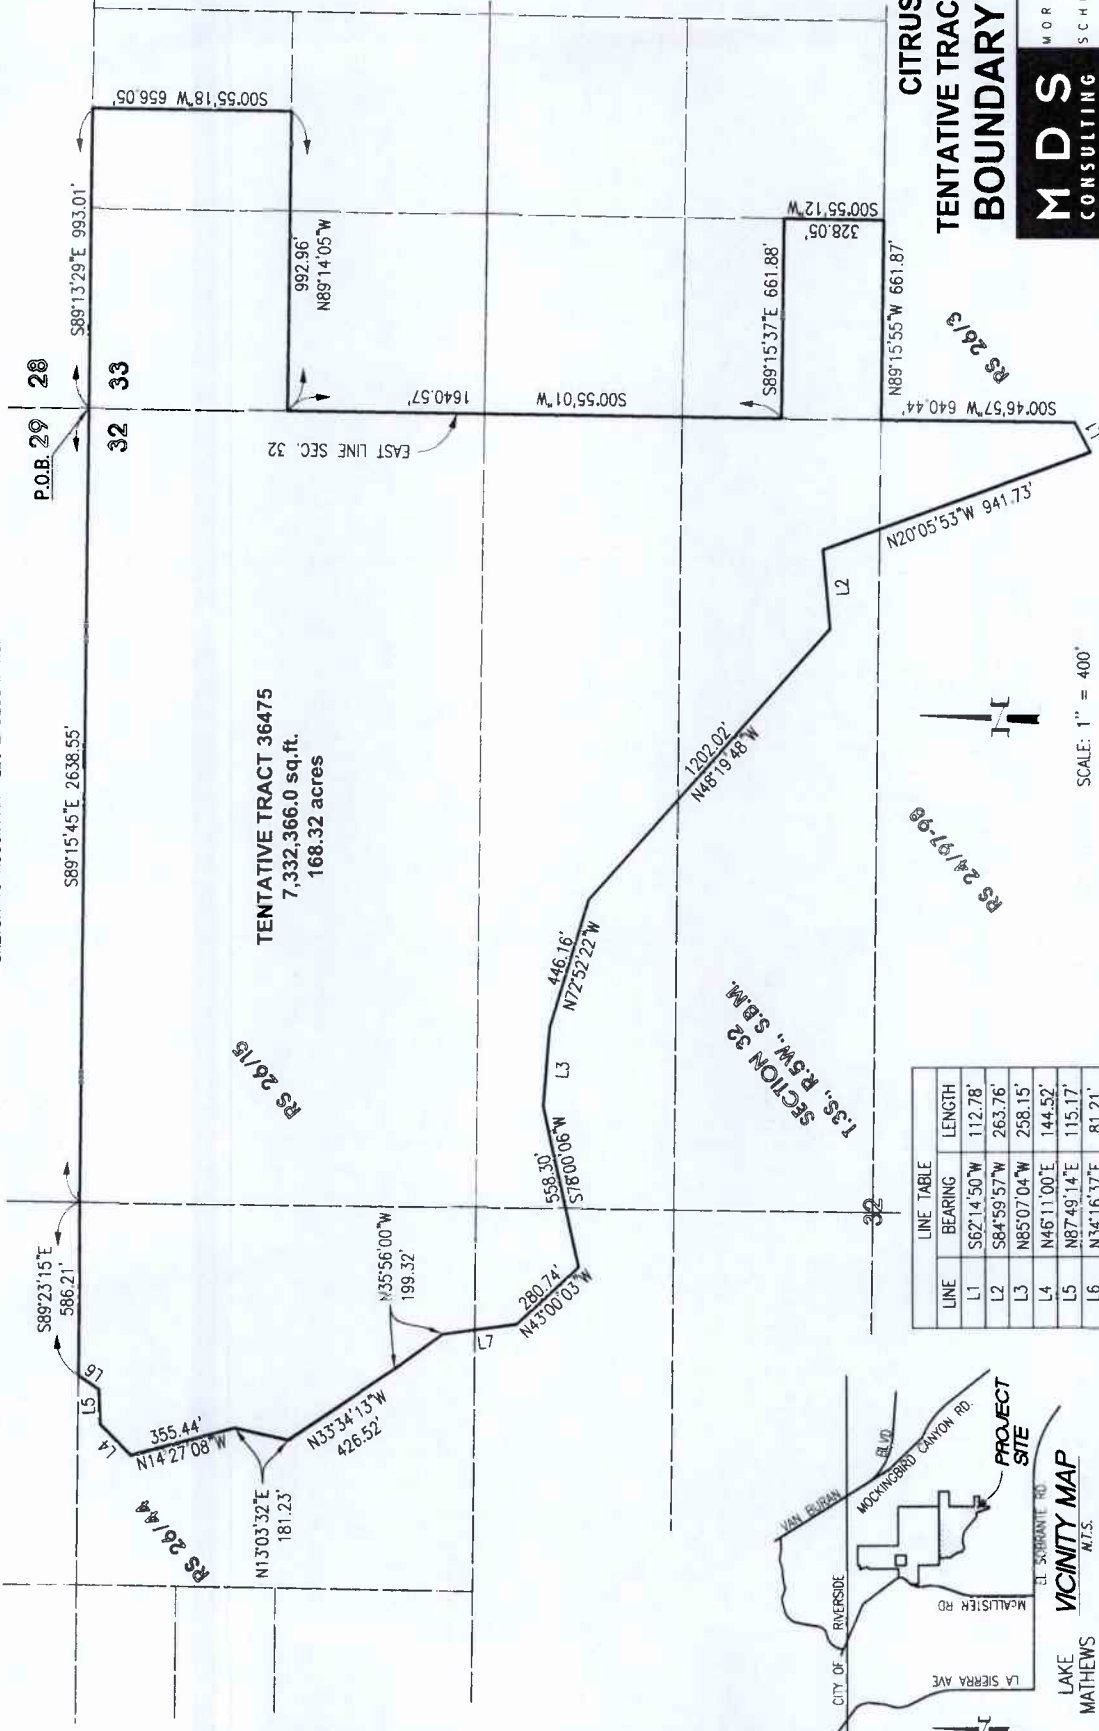 P.O.B.
29 28
32 33
S89°13'29"E 993.01'
S00°55'18"W 656.05'
992.96'
N89°14'05"W
1640.57'
S00°55'01"W
EAST LINE SEC. 32
S89°15'37"E 661.88'
S00°55'12"W
328.05'
N89°15'55"W 661.87'
S00°46'57"W 640.44'
RS 26/3
L1
N20°05'53"W 941.73'
L2
1202.02'
N48°19'48"W
446.16'
N72°52'22"W
L3
558.30'
S78°00'06"W
280.74'
N43°00'03"W
L7
N35°56'00"W
199.32'
N33°34'13"W
426.52'
N13°03'32"E
181.23'
355.44'
N14°27'08"W
L4
L5
L6
S89°23'15"E
586.21'
S89°15'45"E 2638.55'
TENTATIVE TRACT 36475
7,332,366.0 sq.ft.
168.32 acres
RS 26/15
RS 26/44
RS 24/97-98
SECTION 32
T.3S., R.5W., S.B.M.
32
SCALE: 1" = 400'
LINE TABLE
LINE BEARING LENGTH
L1 S62°14'50"W 112.78'
L2 S84°59'57"W 263.76'
L3 N85°07'04"W 258.15'
L4 N46°11'00"E 144.52'
L5 N87°49'14"E 115.17'
L6 N34°16'37"E 81.21'
CITRUS
TENTATIVE TRAC
BOUNDARY
M D S
CONSULTING
MOR
VAN BUREN
BLVD
MOCKINGBIRD CANYON RD.
PROJECT
SITE
CITY OF RIVERSIDE
McALLISTER RD
EL SOBRANTE RD
LA SIERRA AVE
LAKE
MATHEWS
VICINITY MAP
N.T.S.